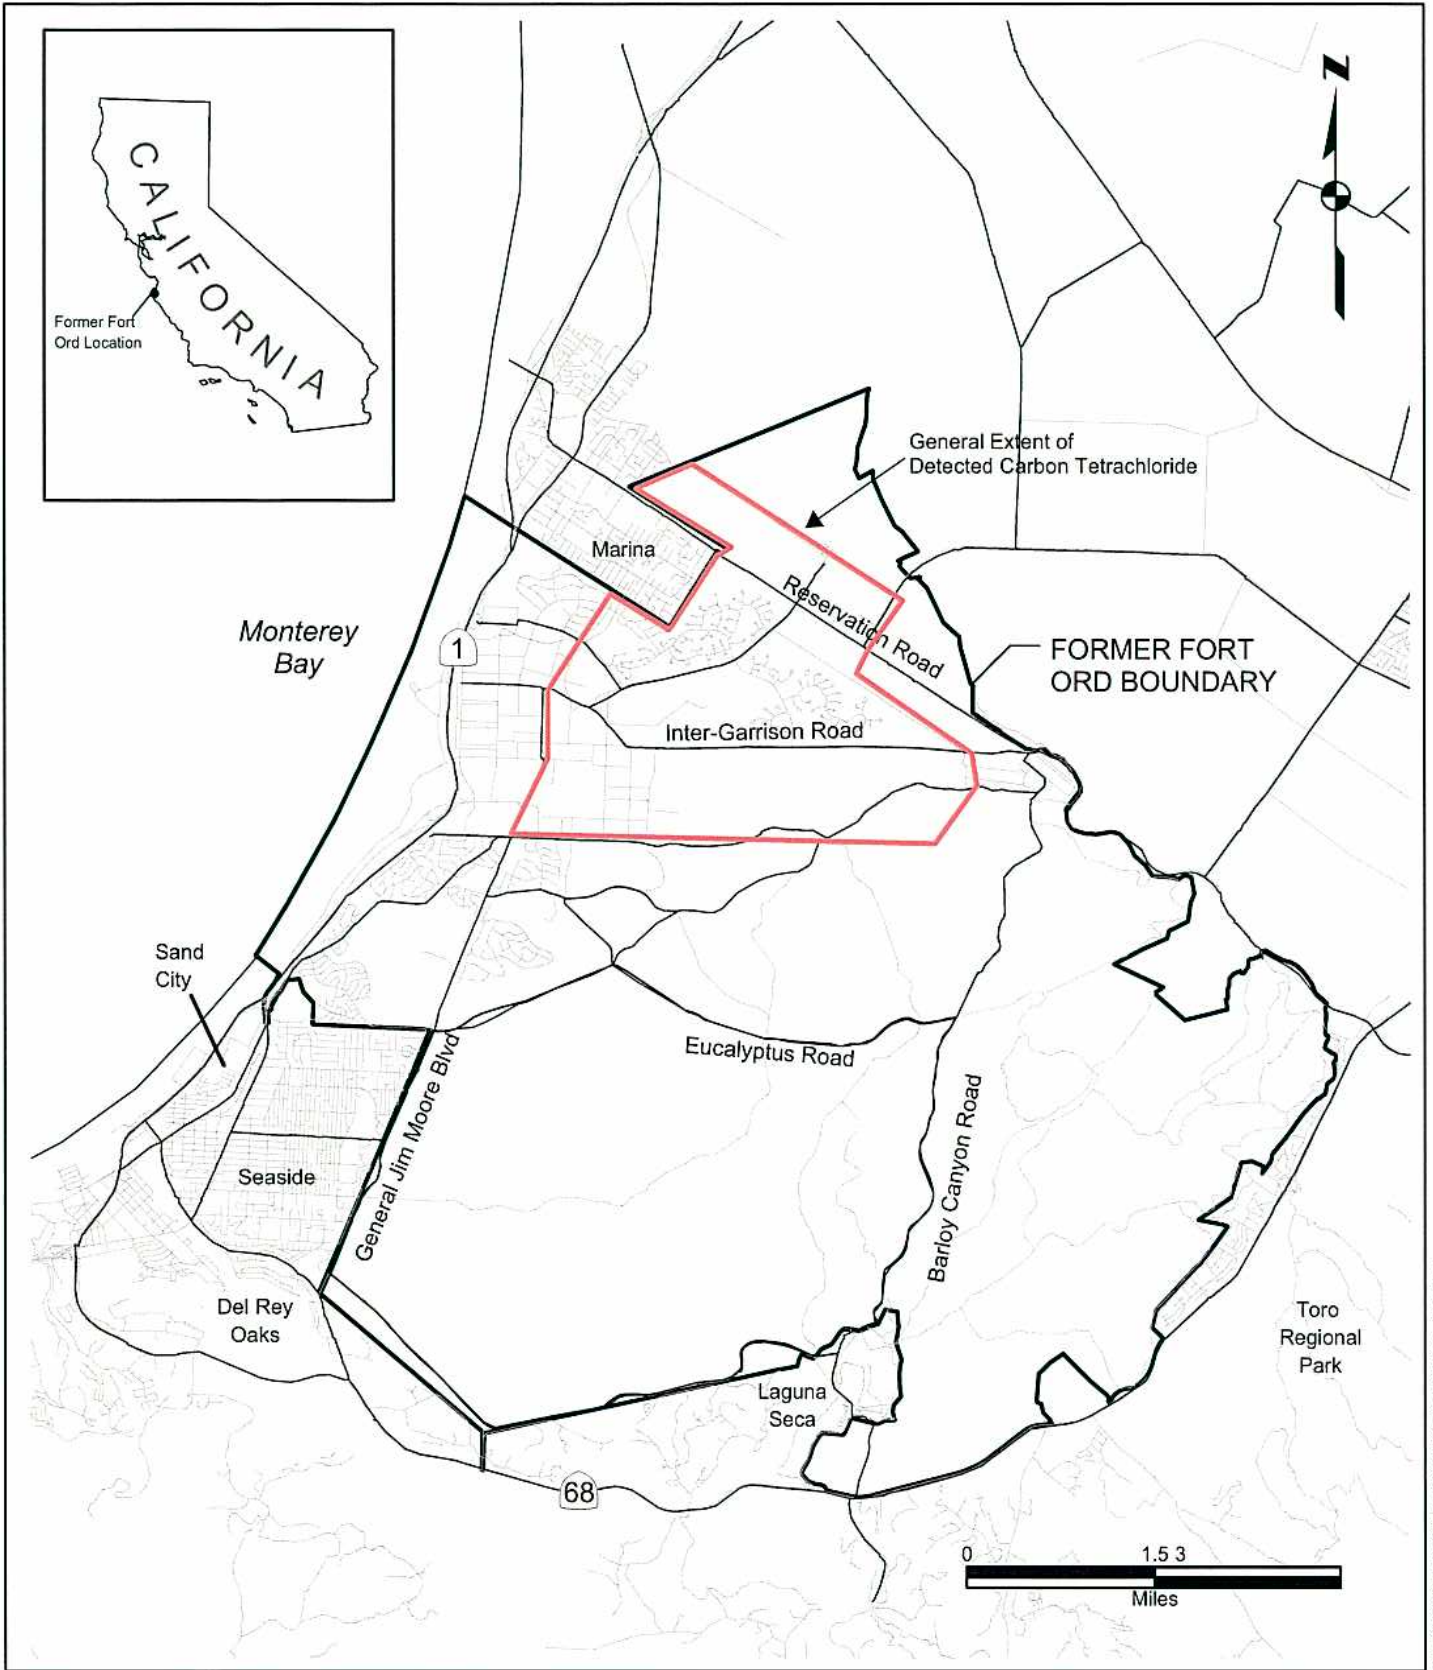 CALIFORNIA
Former Fort
Ord Location
N
General Extent of
Detected Carbon Tetrachloride
Marina
Reservation Road
Monterey
Bay
1
FORMER FORT
ORD BOUNDARY
Inter-Garrison Road
Sand
City
Eucalyptus Road
General Jim Moore Blvd
Barloy Canyon Road
Seaside
Del Rey
Oaks
Toro
Regional
Park
Laguna
Seca
68
0 1.5 3
Miles